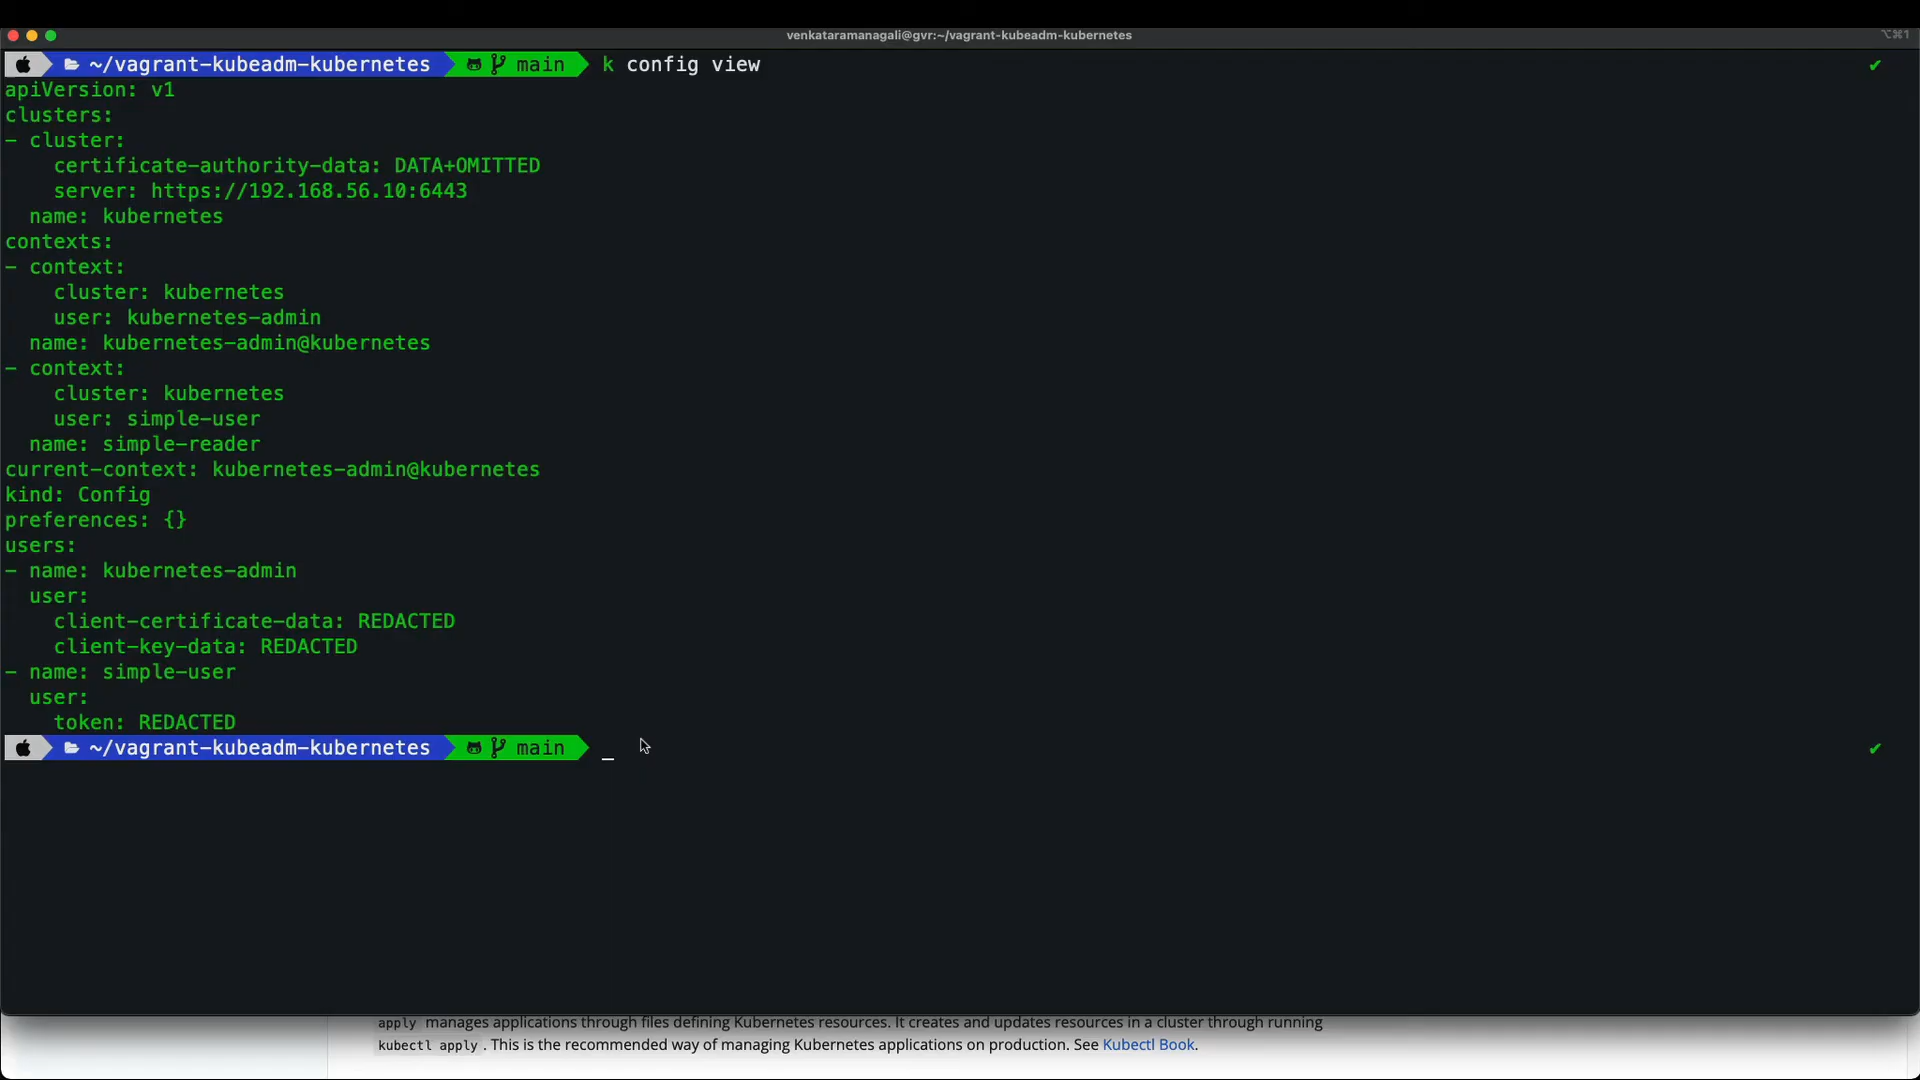 venkataramanagali@gvr:~/vagrant-kubeadm-kubernetes
⌥⌘1
~/vagrant-kubeadm-kubernetes main k config view ✔
apiVersion: v1
clusters:
- cluster:
    certificate-authority-data: DATA+OMITTED
    server: https://192.168.56.10:6443
  name: kubernetes
contexts:
- context:
    cluster: kubernetes
    user: kubernetes-admin
  name: kubernetes-admin@kubernetes
- context:
    cluster: kubernetes
    user: simple-user
  name: simple-reader
current-context: kubernetes-admin@kubernetes
kind: Config
preferences: {}
users:
- name: kubernetes-admin
  user:
    client-certificate-data: REDACTED
    client-key-data: REDACTED
- name: simple-user
  user:
    token: REDACTED
~/vagrant-kubeadm-kubernetes main _ ✔
apply manages applications through files defining Kubernetes resources. It creates and updates resources in a cluster through running
kubectl apply . This is the recommended way of managing Kubernetes applications on production. See Kubectl Book.